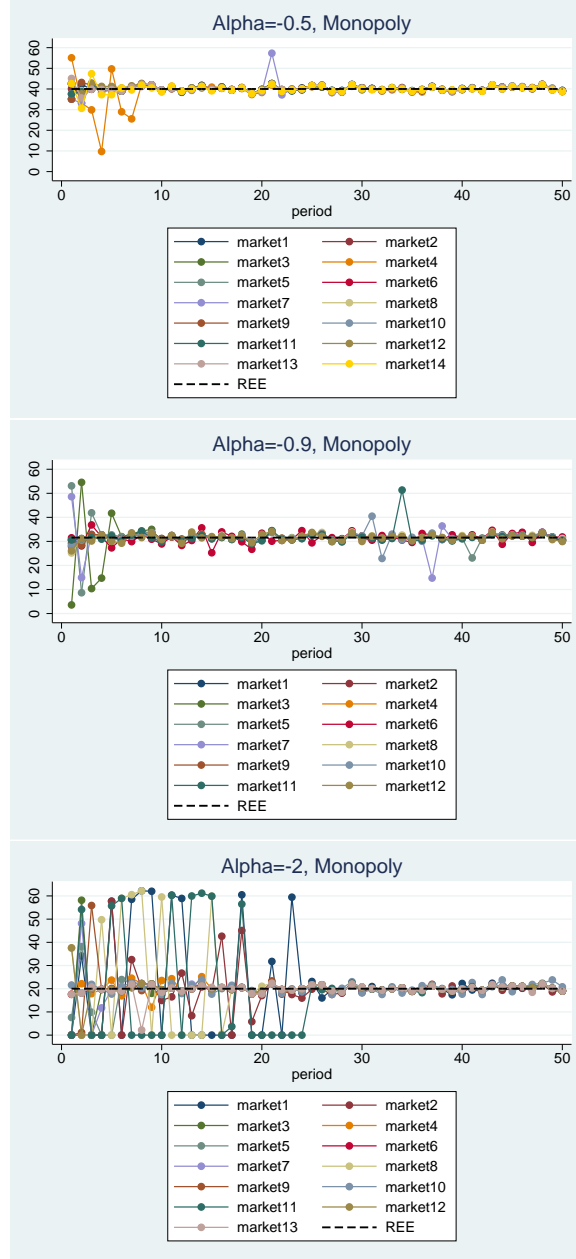 Alpha=-0.5, Monopoly
60
50
40
30
20
10
0
0 10 20 30 40 50
period
market1 market2
market3 market4
market5 market6
market7 market8
market9 market10
market11 market12
market13 market14
REE
Alpha=-0.9, Monopoly
60
50
40
30
20
10
0
0 10 20 30 40 50
period
market1 market2
market3 market4
market5 market6
market7 market8
market9 market10
market11 market12
REE
Alpha=-2, Monopoly
60
50
40
30
20
10
0
0 10 20 30 40 50
period
market1 market2
market3 market4
market5 market6
market7 market8
market9 market10
market11 market12
market13 REE